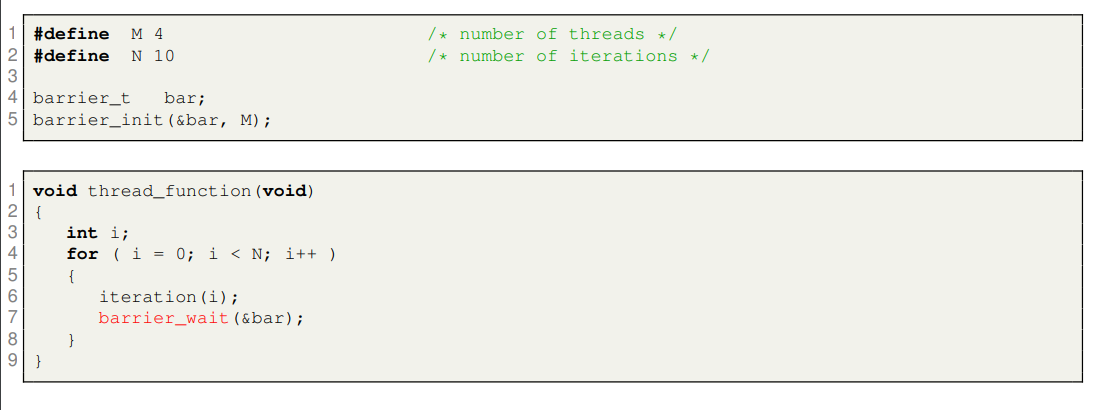 1 #define M 4 /* number of threads */
2 #define N 10 /* number of iterations */
3
4 barrier_t bar;
5 barrier_init(&bar, M);
1 void thread_function(void)
2 {
3 int i;
4 for ( i = 0; i < N; i++ )
5 {
6 iteration(i);
7 barrier_wait(&bar);
8 }
9 }